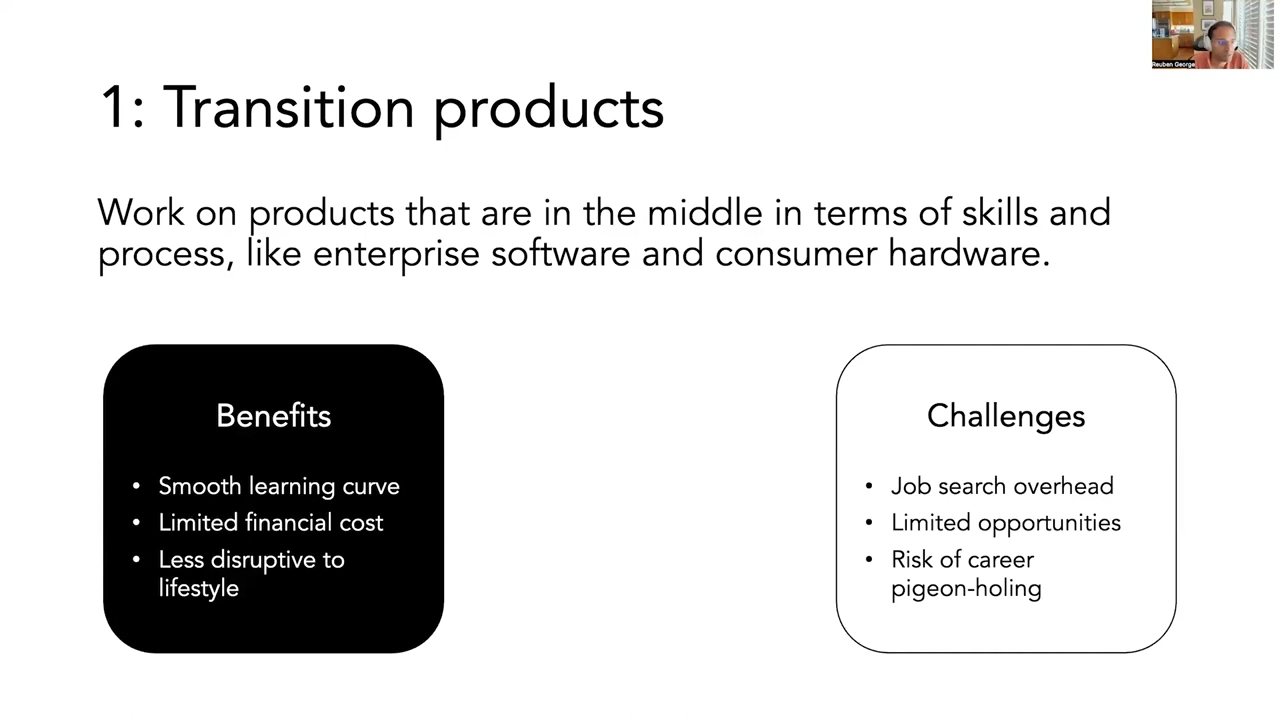 Reuben George
1: Transition products
Work on products that are in the middle in terms of skills and
process, like enterprise software and consumer hardware.
Benefits
• Smooth learning curve
• Limited financial cost
• Less disruptive to
lifestyle
Challenges
• Job search overhead
• Limited opportunities
• Risk of career
pigeon-holing